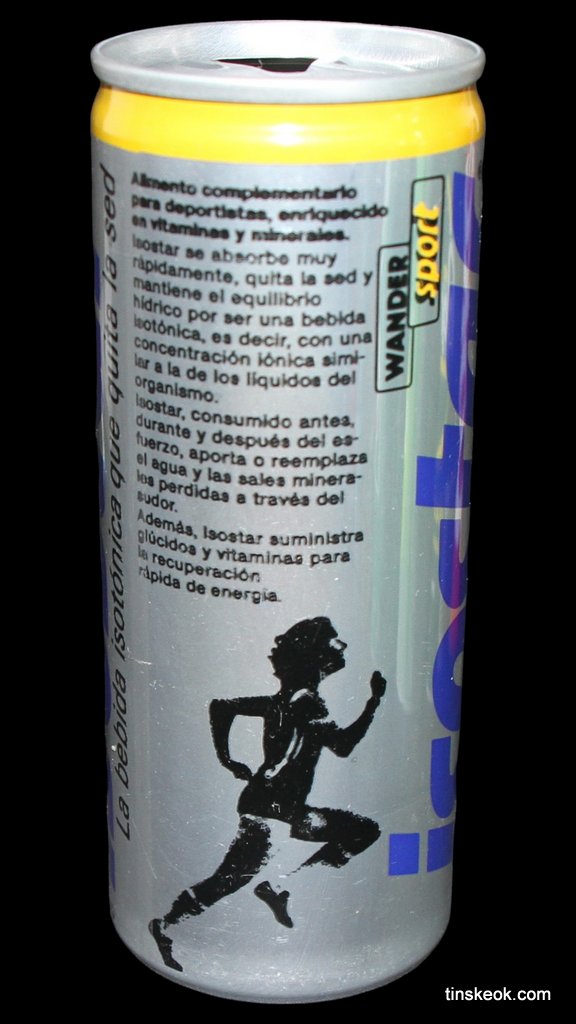 Alimento complementario
para deportistas, enriquecido
en vitaminas y minerales.
Isostar se absorbe muy
rápidamente, quita la sed y
mantiene el equilibrio
hídrico por ser una bebida
isotónica, es decir, con una
concentración iónica simi-
lar a la de los líquidos del
organismo.
Isostar, consumido antes,
durante y después del es-
fuerzo, aporta o reemplaza
el agua y las sales minera-
les perdidas a través del
sudor.
Además, Isostar suministra
glúcidos y vitaminas para
la recuperación
rápida de energía.
WANDER
sport
La bebida isotónica que quita la sed
isostar
tinskeok.com